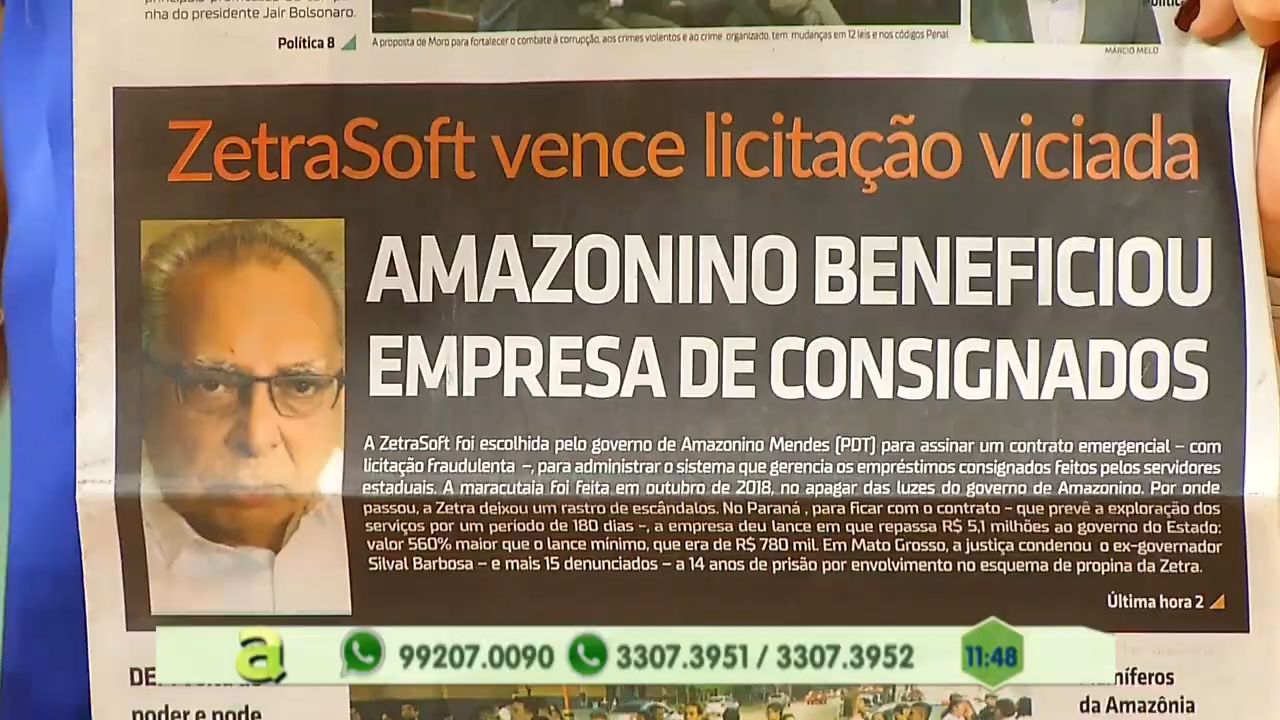 nha do presidente Jair Bolsonaro.
Política 8
A proposta de Moro para fortalecer o combate à corrupção, aos crimes violentos e ao crime organizado, tem mudanças em 12 leis e nos códigos Penal
MÁRCIO MELO
ZetraSoft vence licitação viciada
AMAZONINO BENEFICIOU
EMPRESA DE CONSIGNADOS
A ZetraSoft foi escolhida pelo governo de Amazonino Mendes (PDT) para assinar um contrato emergencial – com
licitação fraudulenta –, para administrar o sistema que gerencia os empréstimos consignados feitos pelos servidores
estaduais. A maracutaia foi feita em outubro de 2018, no apagar das luzes do governo de Amazonino. Por onde
passou, a Zetra deixou um rastro de escândalos. No Paraná , para ficar com o contrato – que prevê a exploração dos
serviços por um período de 180 dias –, a empresa deu lance em que repassa R$ 5,1 milhões ao governo do Estado:
valor 560% maior que o lance mínimo, que era de R$ 780 mil. Em Mato Grosso, a justiça condenou o ex-governador
Silval Barbosa – e mais 15 denunciados – a 14 anos de prisão por envolvimento no esquema de propina da Zetra.
Última hora 2
a 99207.0090 3307.3951 / 3307.3952 11:48
poder e pode
da Amazônia